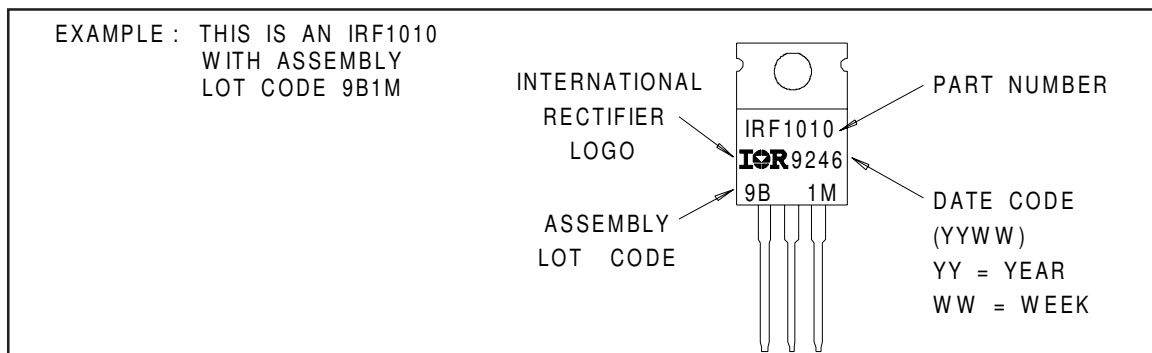 EXAMPLE : THIS IS AN IRF1010
WITH ASSEMBLY
LOT CODE 9B1M
INTERNATIONAL
RECTIFIER
LOGO
ASSEMBLY
LOT CODE
IRF1010
IOR 9246
9B 1M
PART NUMBER
DATE CODE
(YYWW)
YY = YEAR
WW = WEEK